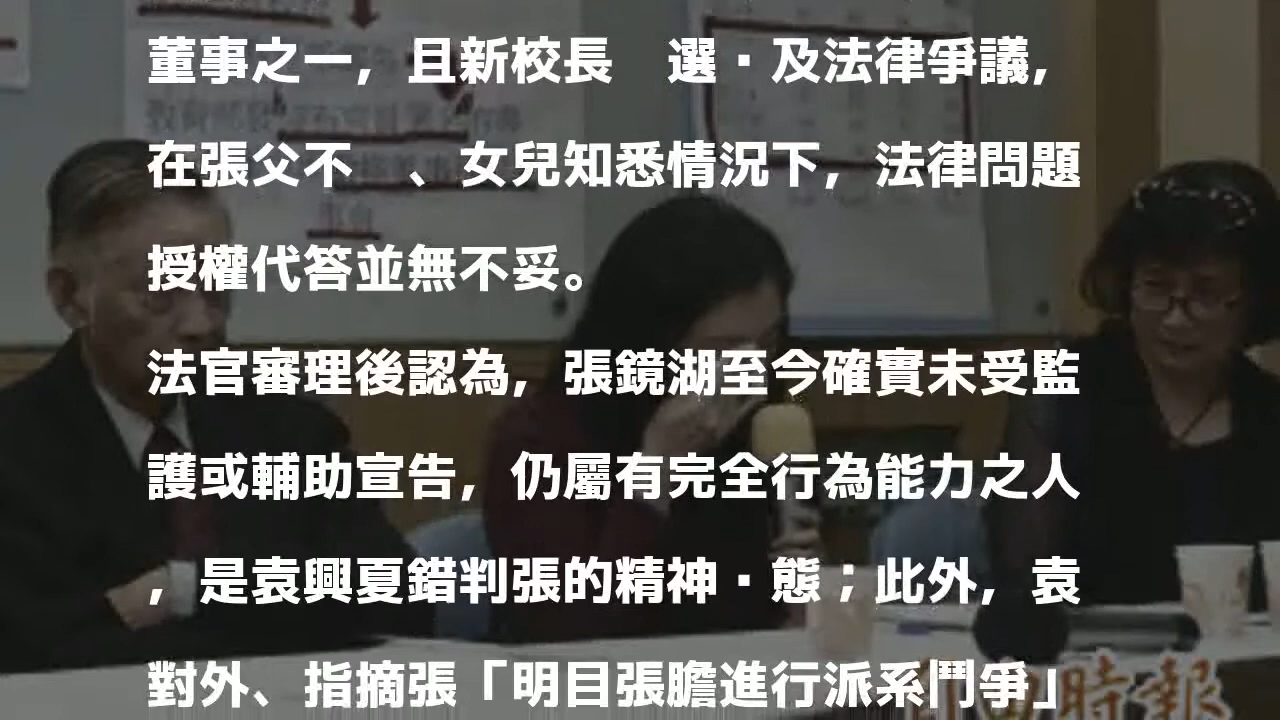 董事之一，且新校長　選・及法律爭議，
在張父不　、女兒知悉情況下，法律問題
授權代答並無不妥。
法官審理後認為，張鏡湖至今確實未受監
護或輔助宣告，仍屬有完全行為能力之人
，是袁興夏錯判張的精神・態；此外，袁
對外、指摘張「明目張膽進行派系鬥爭」
時報